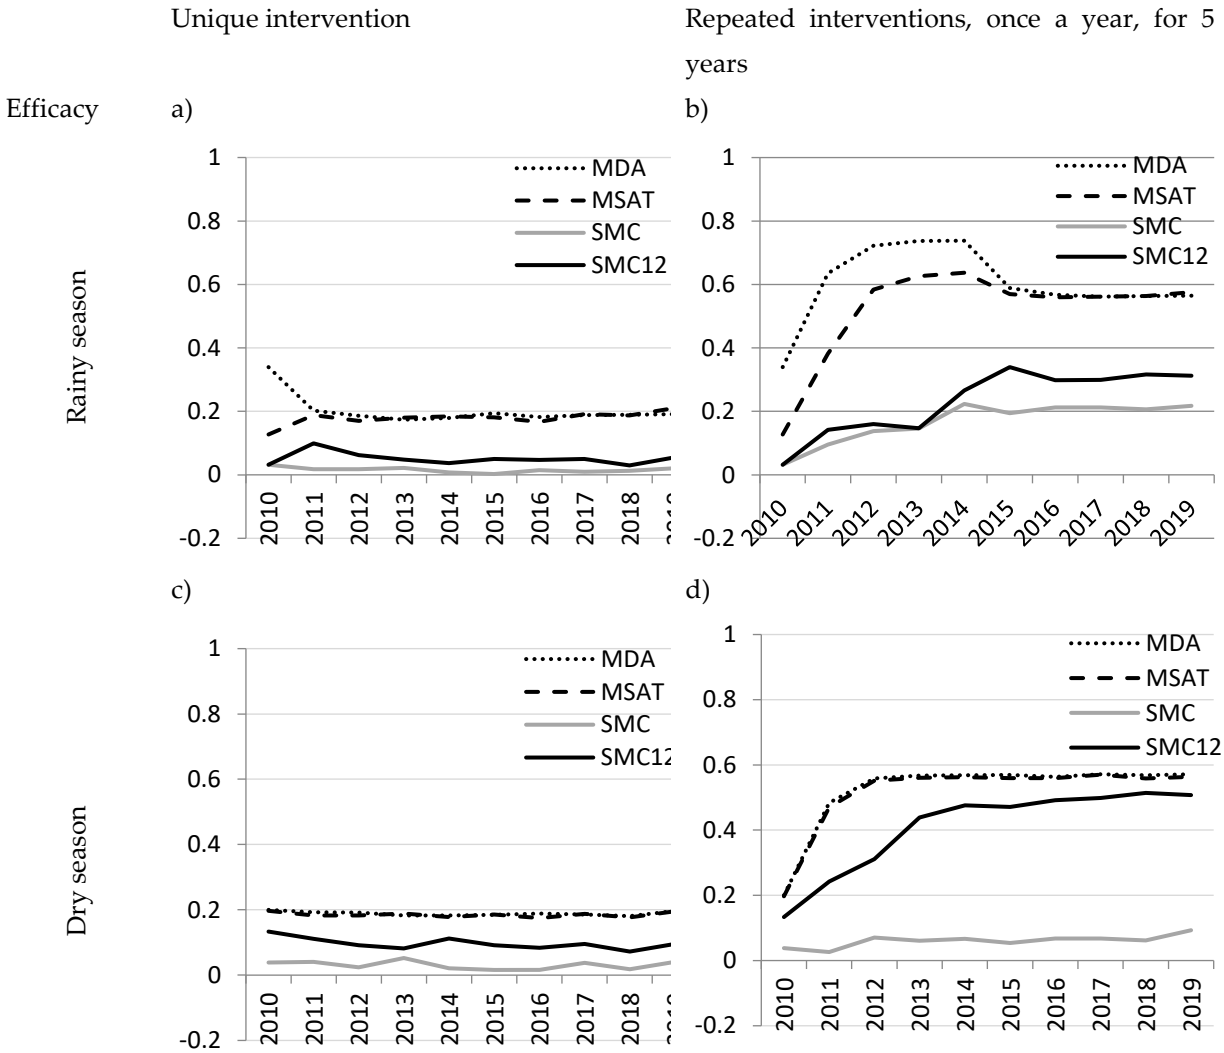 Unique intervention
Repeated interventions, once a year, for 5
years
Efficacy
a)
b)
Rainy season
1
0.8
0.6
0.4
0.2
0
-0.2
MDA
MSAT
SMC
SMC12
2010
2011
2012
2013
2014
2015
2016
2017
2018
2019
1
0.8
0.6
0.4
0.2
0
-0.2
MDA
MSAT
SMC
SMC12
2010
2011
2012
2013
2014
2015
2016
2017
2018
2019
c)
d)
Dry season
1
0.8
0.6
0.4
0.2
0
-0.2
MDA
MSAT
SMC
SMC12
2010
2011
2012
2013
2014
2015
2016
2017
2018
2019
1
0.8
0.6
0.4
0.2
0
-0.2
MDA
MSAT
SMC
SMC12
2010
2011
2012
2013
2014
2015
2016
2017
2018
2019